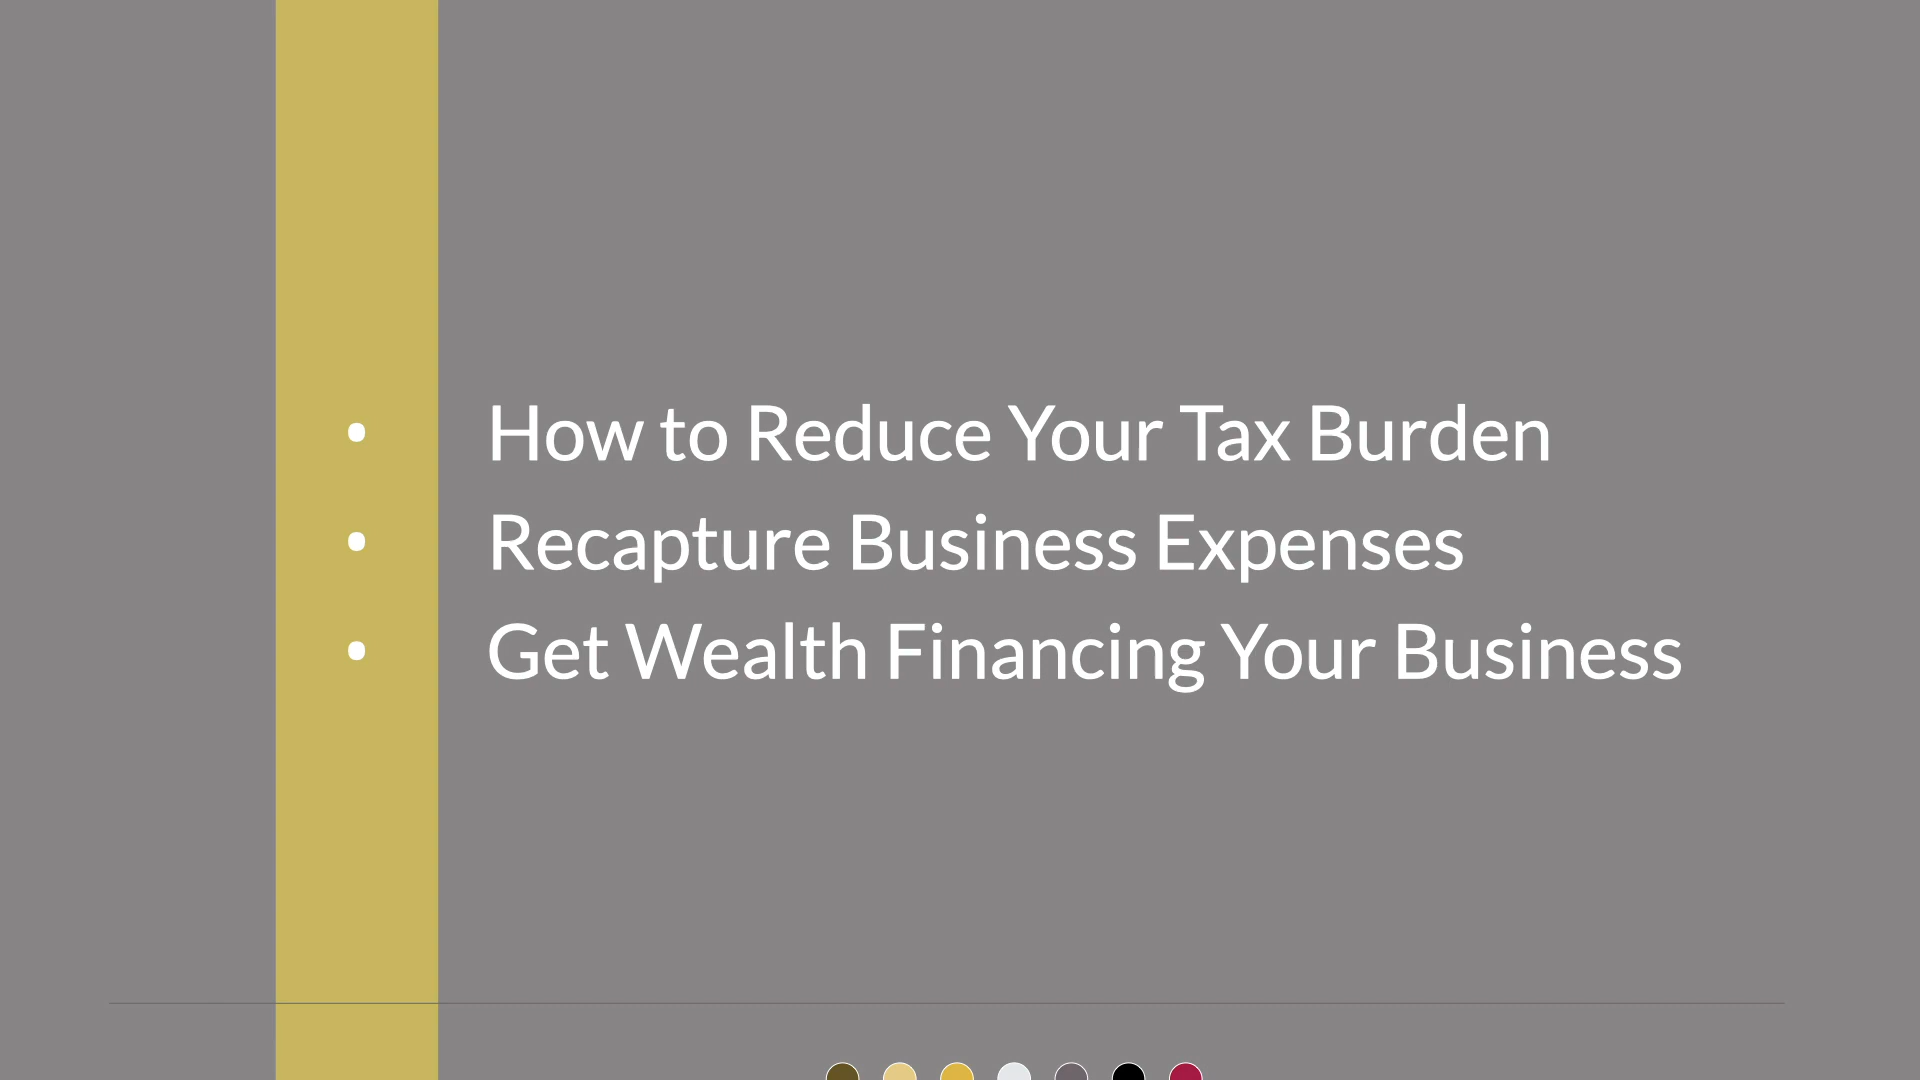 • How to Reduce Your Tax Burden
• Recapture Business Expenses
• Get Wealth Financing Your Business